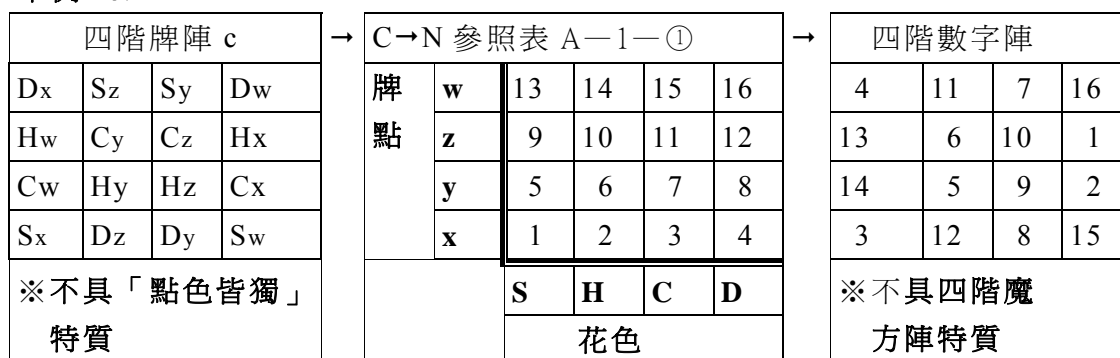 四階牌陣 c → C→N 參照表 A－1－① → 四階數字陣
Dx Sz Sy Dw 牌 w 13 14 15 16 4 11 7 16
Hw Cy Cz Hx 點 z 9 10 11 12 13 6 10 1
Cw Hy Hz Cx y 5 6 7 8 14 5 9 2
Sx Dz Dy Sw x 1 2 3 4 3 12 8 15
※不具「點色皆獨」 S H C D ※不具四階魔
特質 花色 方陣特質